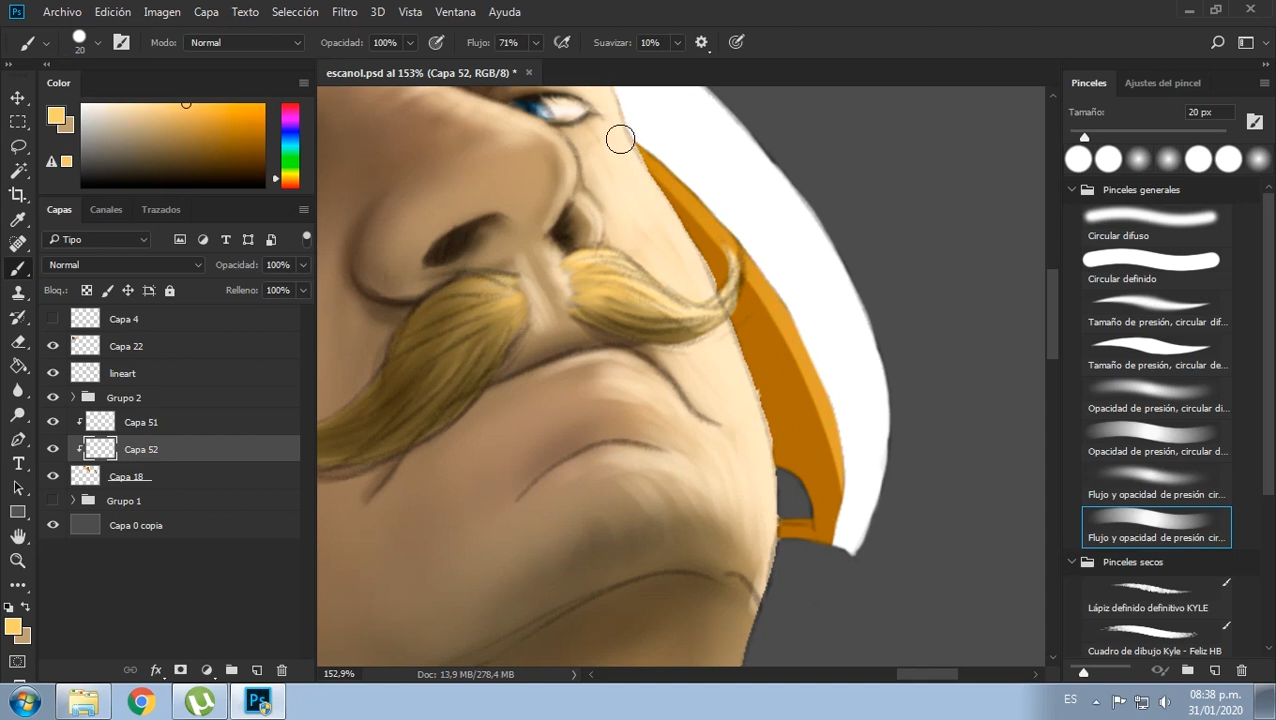 Ps Archivo Edición Imagen Capa Texto Selección Filtro 3D Vista Ventana Ayuda
20 Modo: Normal Opacidad: 100% Flujo: 71% Suavizar: 10%
escanol.psd al 153% (Capa 52, RGB/8) *
Color
Capas Canales Trazados
Tipo
Normal Opacidad: 100%
Bloq.: Relleno: 100%
Capa 4
Capa 22
lineart
Grupo 2
Capa 51
Capa 52
Capa 18
Grupo 1
Capa 0 copia
Pinceles Ajustes del pincel
Tamaño: 20 px
Pinceles generales
Circular difuso
Circular definido
Tamaño de presión, circular dif...
Tamaño de presión, circular def...
Opacidad de presión, circular di...
Opacidad de presión, circular d...
Flujo y opacidad de presión cir...
Flujo y opacidad de presión cir...
Pinceles secos
Lápiz definido definitivo KYLE
Cuadro de dibujo Kyle - Feliz HB
152,9% Doc: 13,9 MB/278,4 MB
Ps ES 08:38 p.m.
31/01/2020